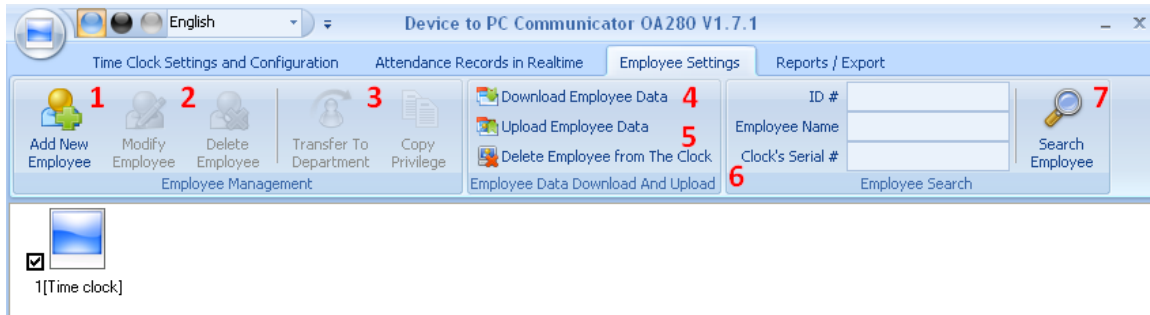 English
Device to PC Communicator OA280 V1.7.1
Time Clock Settings and Configuration
Attendance Records in Realtime
Employee Settings
Reports / Export
1
2
3
Add New
Employee
Modify
Employee
Delete
Employee
Transfer To
Department
Copy
Privilege
Employee Management
Download Employee Data 4
Upload Employee Data
5
Delete Employee from The Clock
Employee Data Download And Upload
ID #
Employee Name
Clock's Serial #
6
Employee Search
7
Search
Employee
1[Time clock]